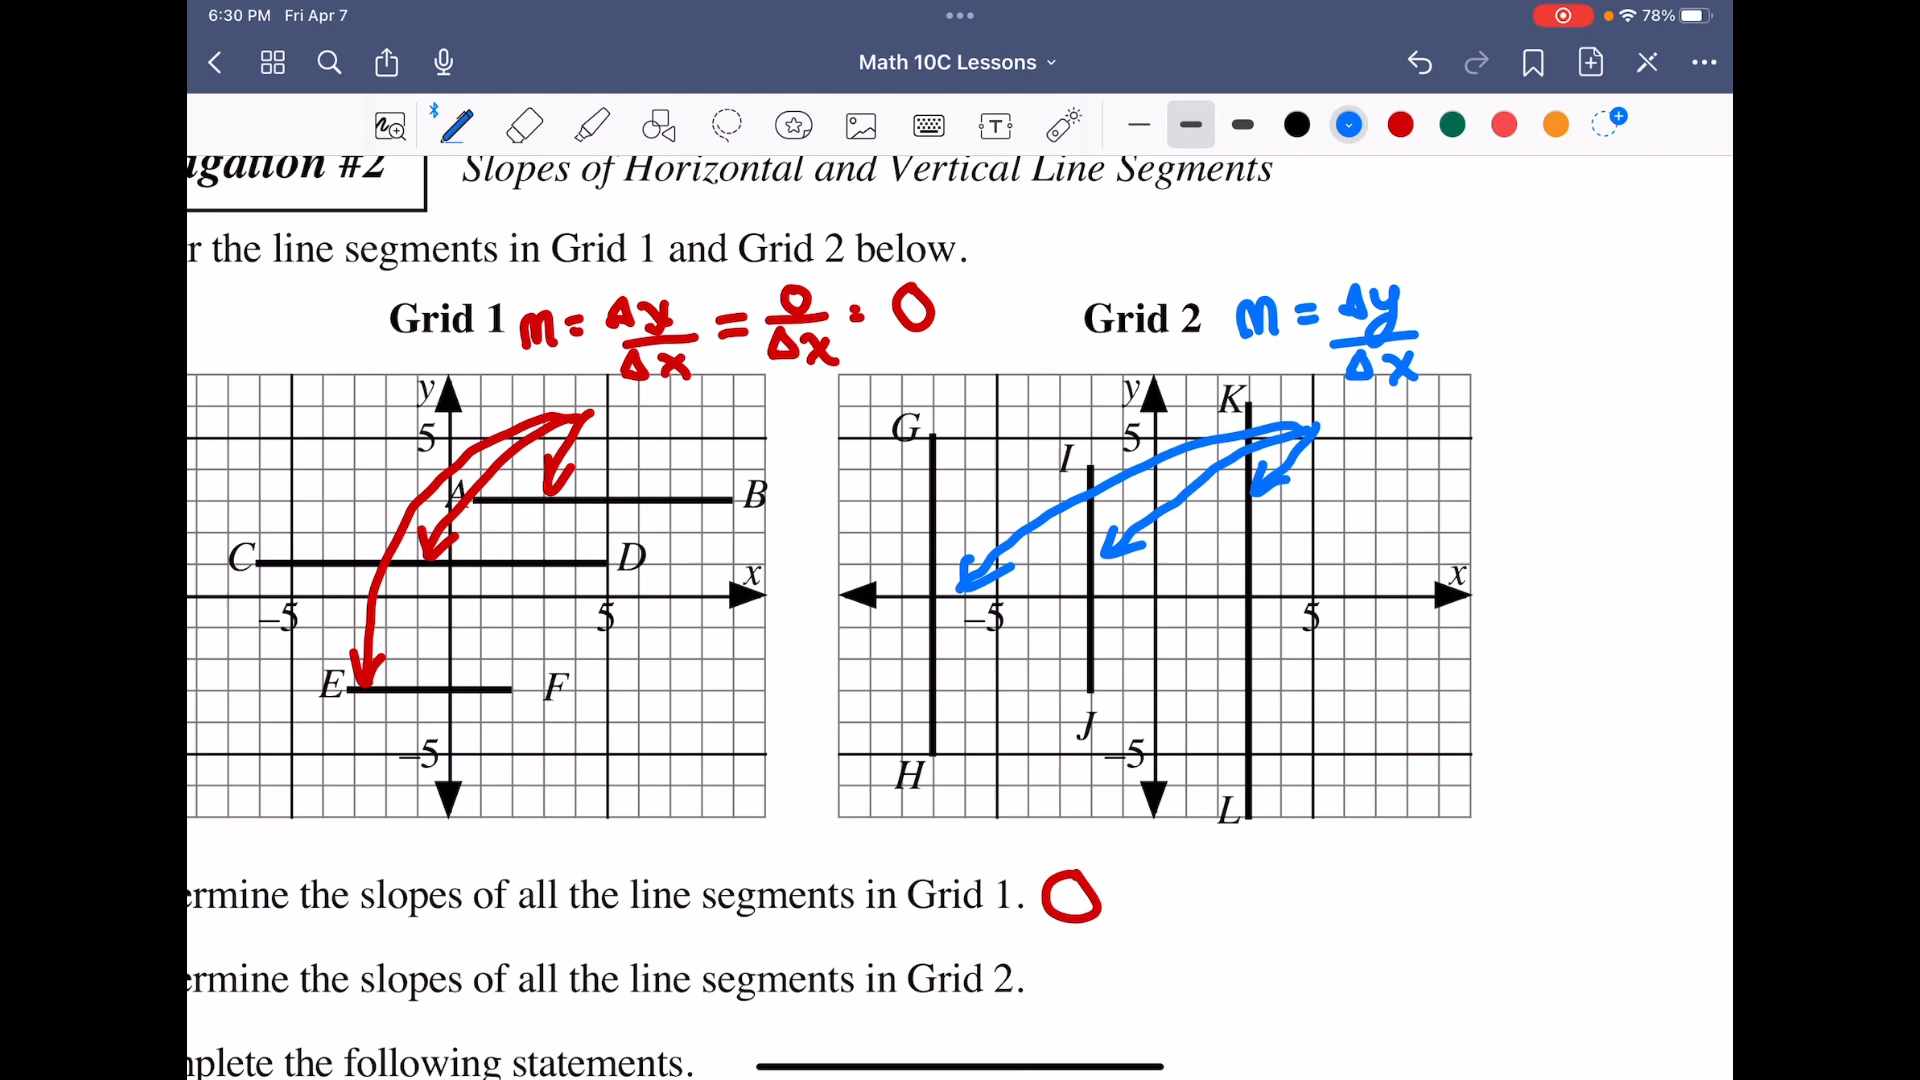 6:30 PM Fri Apr 7 78%
Math 10C Lessons
T
igation #2 Slopes of Horizontal and Vertical Line Segments
r the line segments in Grid 1 and Grid 2 below.
Grid 1 m = Δy/Δx = 0/Δx = 0
Grid 2 m = Δy/Δx
y
5
A B
C D
x
–5 5
E F
–5
y
K
G 5
I
x
–5 5
J
–5
H
L
ermine the slopes of all the line segments in Grid 1. 0
ermine the slopes of all the line segments in Grid 2.
nplete the following statements.